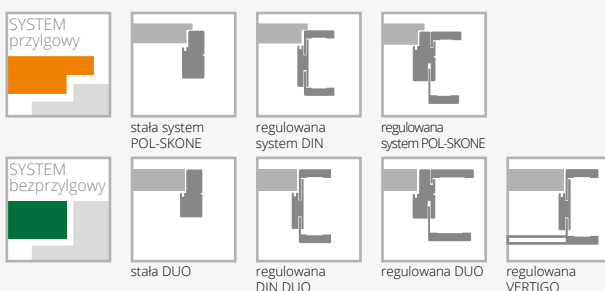 SYSTEM
przylgowy
stała system
POL-SKONE
regulowana
system DIN
regulowana
system POL-SKONE
SYSTEM
bezprzylgowy
stała DUO
regulowana
DIN DUO
regulowana DUO
regulowana
VERTIGO